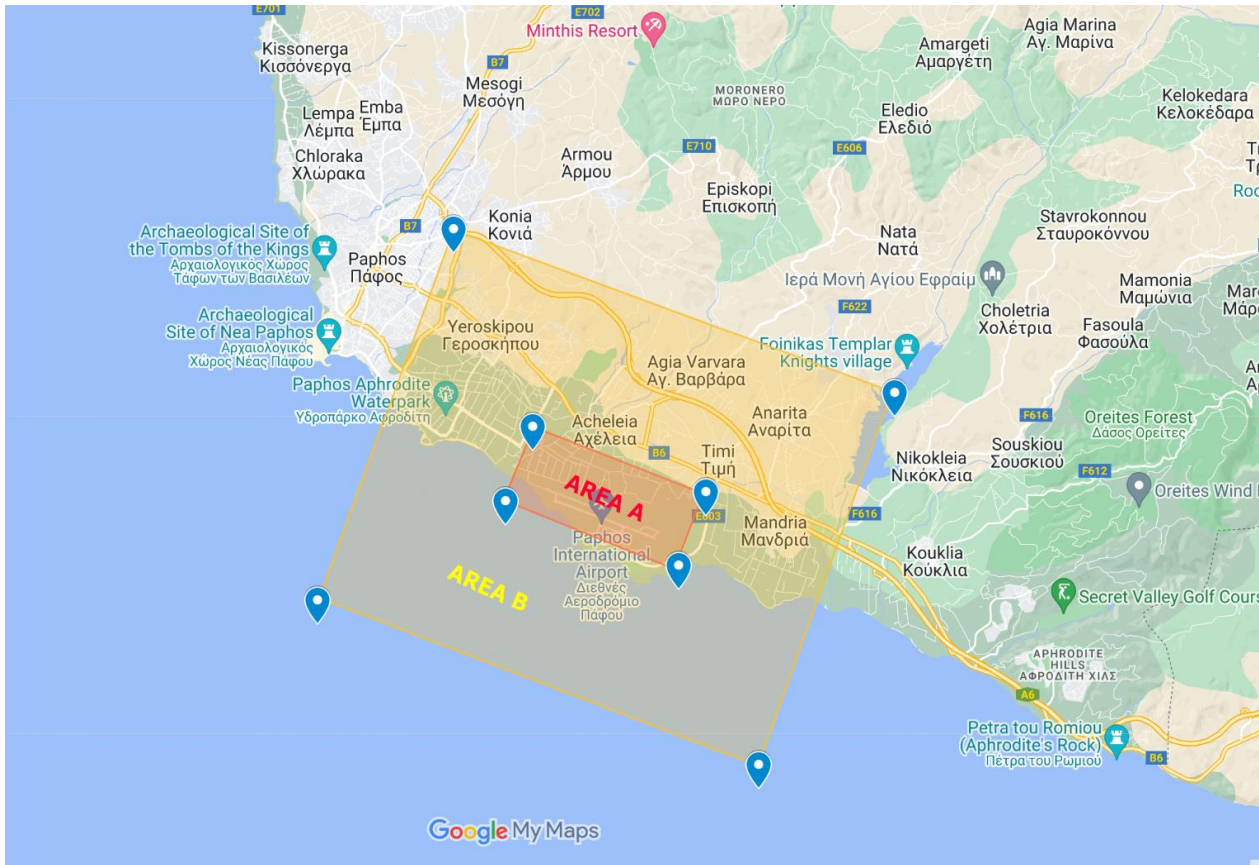 E701
E702
Minthis Resort
Kissonerga
Κισσόνεργα
B7
Mesogi
Μεσόγη
Agia Marina
Αγ. Μαρίνα
Amargeti
Αμαργέτη
MORONERO
ΜΩΡΟ ΝΕΡΟ
Kelokedara
Κελοκέδαρα
Lempa
Λέμπα
Emba
Έμπα
Eledio
Ελεδιό
Chloraka
Χλώρακα
Armou
Άρμου
E710
E606
Episkopi
Επισκοπή
Stavrokonnou
Σταυροκόννου
Konia
Κονιά
B7
Archaeological Site of
the Tombs of the Kings
Αρχαιολογικός Χώρος
Τάφων των Βασιλέων
Paphos
Πάφος
Nata
Νατά
Ιερά Μονή Αγίου Εφραίμ
Mamonia
Μαμώνια
F622
Choletria
Χολέτρια
Archaeological
Site of Nea Paphos
Αρχαιολογικός
Χώρος Νέας Πάφου
Yeroskipou
Γεροσκήπου
Fasoula
Φασούλα
Foinikas Templar
Knights village
Agia Varvara
Αγ. Βαρβάρα
Paphos Aphrodite
Waterpark
Υδροπάρκο Αφροδίτη
Acheleia
Αχέλεια
Anarita
Αναρίτα
F616
Oreites Forest
Δάσος Ορείτες
B6
Timi
Τίμη
Souskiou
Σουσκιού
Nikokleia
Νικόκλεια
F612
AREA A
Oreites Wind
E603
F616
Mandria
Μανδριά
Paphos
International
Airport
Διεθνές
Αεροδρόμιο
Πάφου
Kouklia
Κούκλια
AREA B
Secret Valley Golf Cours
APHRODITE
HILLS
ΑΦΡΟΔΙΤΗ ΧΙΛΣ
A6
Petra tou Romiou
(Aphrodite's Rock)
Πέτρα του Ρωμιού
B6
Google My Maps